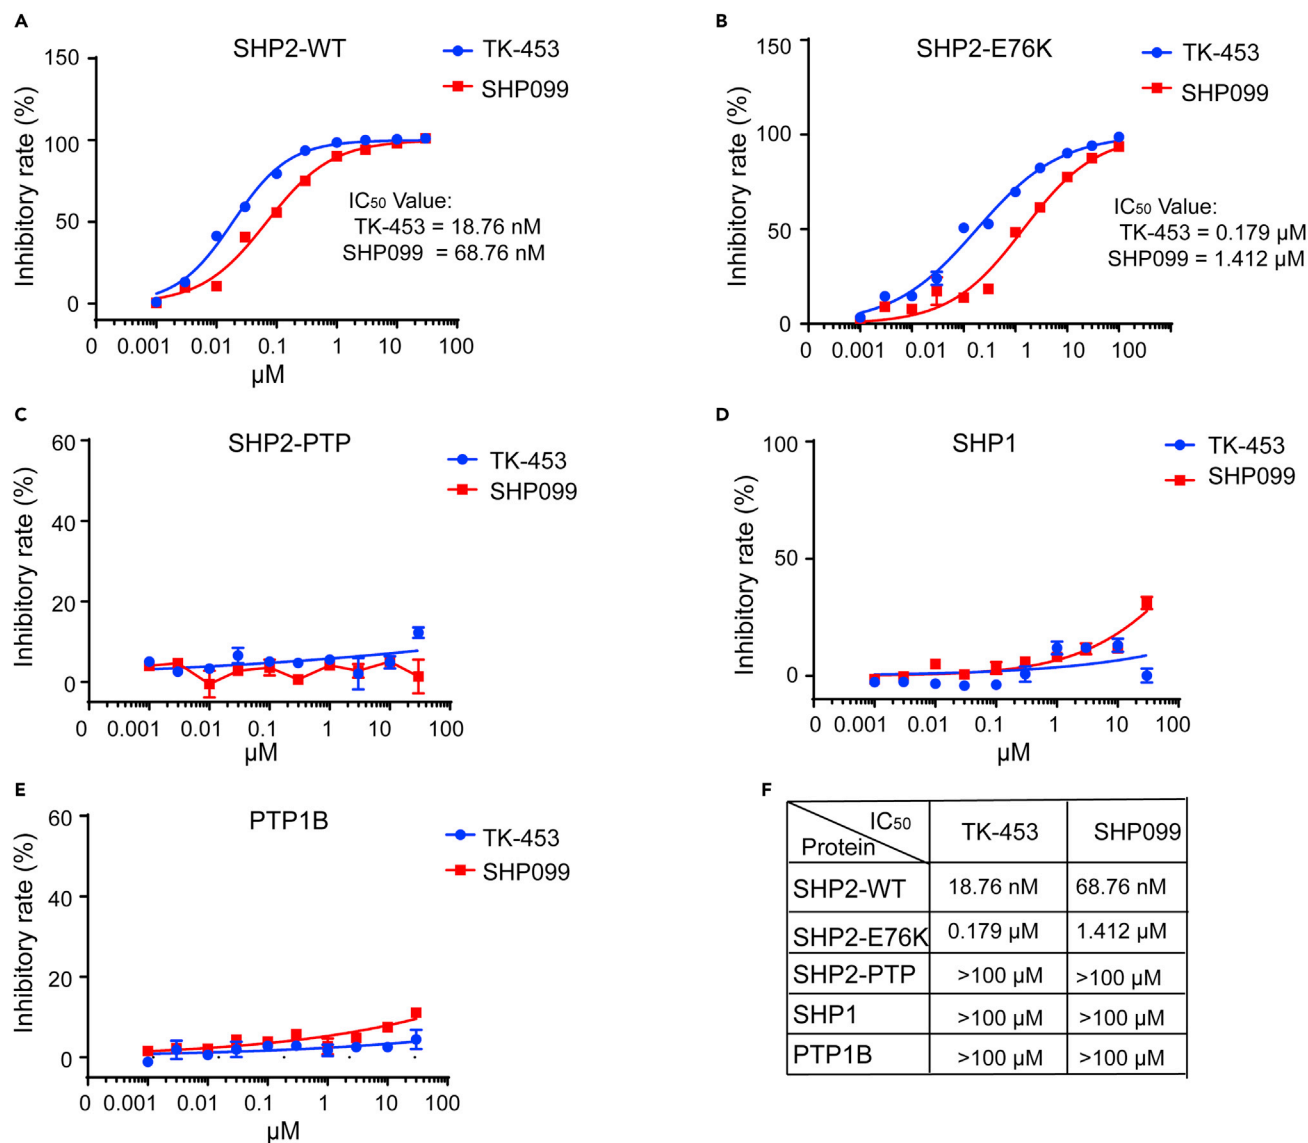 A
SHP2-WT
TK-453
SHP099
150
100
50
0
Inhibitory rate (%)
IC50 Value:
TK-453 = 18.76 nM
SHP099 = 68.76 nM
0 0.001 0.01 0.1 1 10 100
µM
B
SHP2-E76K
TK-453
SHP099
150
100
50
0
Inhibitory rate (%)
IC50 Value:
TK-453 = 0.179 µM
SHP099 = 1.412 µM
0 0.001 0.01 0.1 1 10 100
µM
C
SHP2-PTP
TK-453
SHP099
60
40
20
0
Inhibitory rate (%)
0 0.001 0.01 0.1 1 10 100
µM
D
SHP1
TK-453
SHP099
100
50
0
Inhibitory rate (%)
0 0.001 0.01 0.1 1 10 100
µM
E
PTP1B
TK-453
SHP099
60
40
20
0
Inhibitory rate (%)
0 0.001 0.01 0.1 1 10 100
µM
F
IC50
Protein
TK-453 SHP099
SHP2-WT 18.76 nM 68.76 nM
SHP2-E76K 0.179 µM 1.412 µM
SHP2-PTP >100 µM >100 µM
SHP1 >100 µM >100 µM
PTP1B >100 µM >100 µM